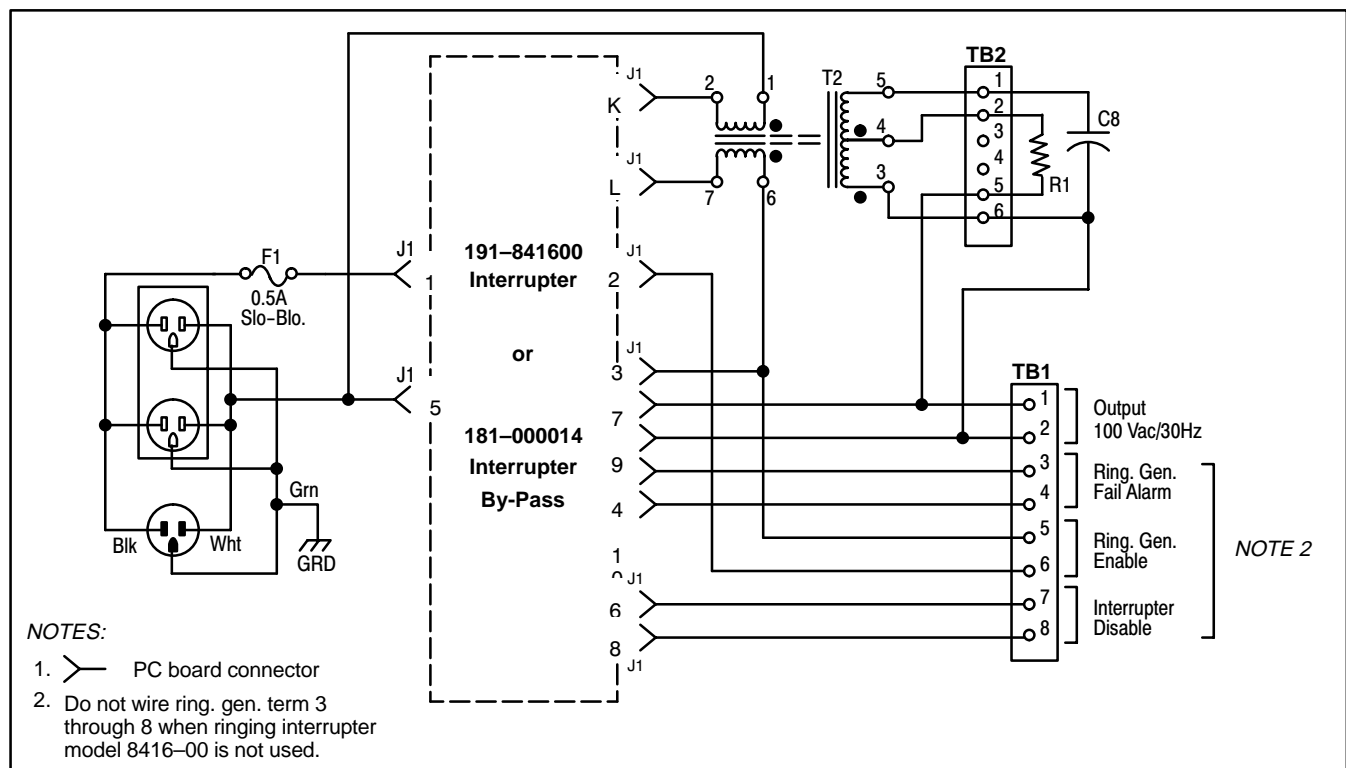 TB2
J1
2
1
T2
5
1
K
2
C8
4
3
J1
4
3
5
R1
L
7
6
6
J1
F1
191–841600
J1
Interrupter
1
2
0.5A
Slo–Blo.
or
J1
TB1
J1
3
1
Output
100 Vac/30Hz
5
7
2
181–000014
Interrupter
9
3
Ring. Gen.
Fail Alarm
By-Pass
4
4
Grn
5
Ring. Gen.
Enable
NOTE 2
Blk
Wht
GRD
1
0
6
J1
6
7
Interrupter
Disable
8
8
J1
NOTES:
1. PC board connector
2. Do not wire ring. gen. term 3
through 8 when ringing interrupter
model 8416–00 is not used.